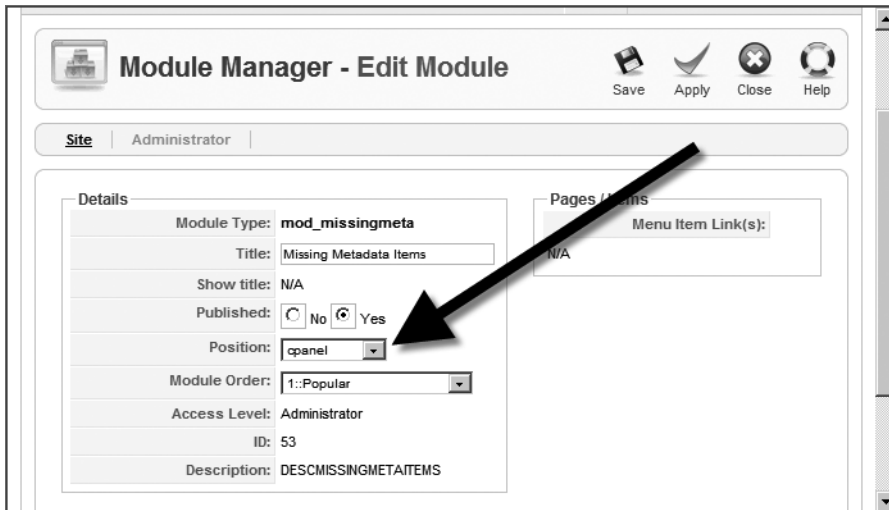 Module Manager - Edit Module
Save Apply Close Help
Site Administrator
Details
Module Type: mod_missingmeta
Title: Missing Metadata Items
Show title: N/A
Published: No Yes
Position: cpanel
Module Order: 1::Popular
Access Level: Administrator
ID: 53
Description: DESCMISSINGMETAITEMS
Pages / Items
Menu Item Link(s):
N/A